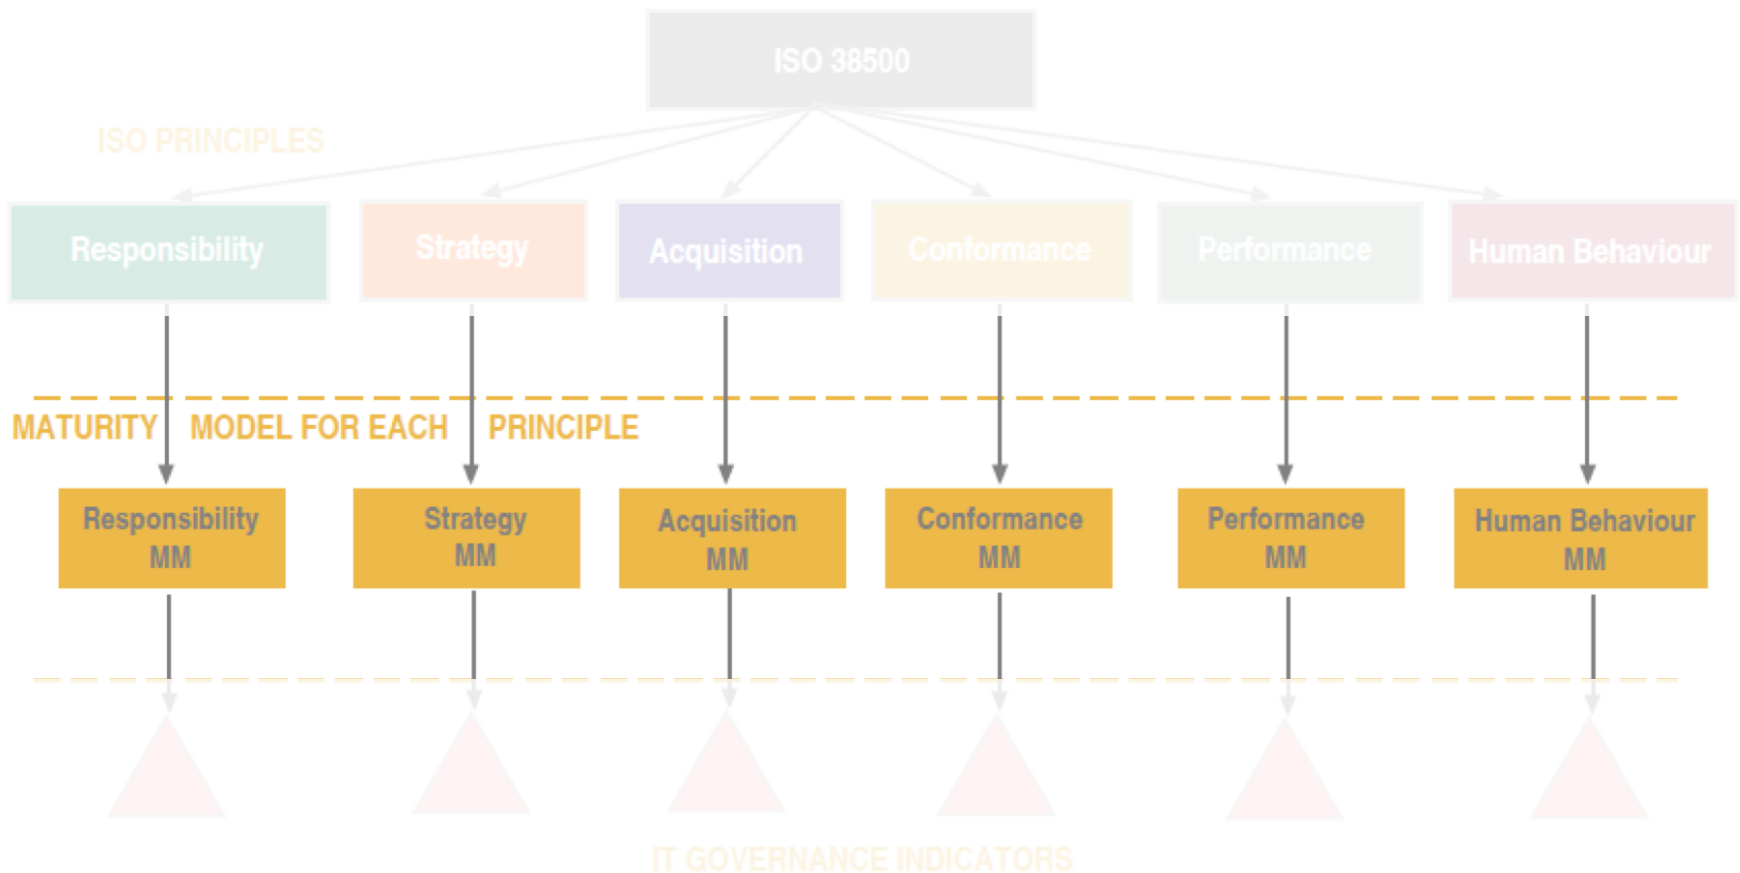 ISO 38500
ISO PRINCIPLES
Responsibility
Strategy
Acquisition
Conformance
Performance
Human Behaviour
MATURITY MODEL FOR EACH PRINCIPLE
Responsibility
MM
Strategy
MM
Acquisition
MM
Conformance
MM
Performance
MM
Human Behaviour
MM
IT GOVERNANCE INDICATORS